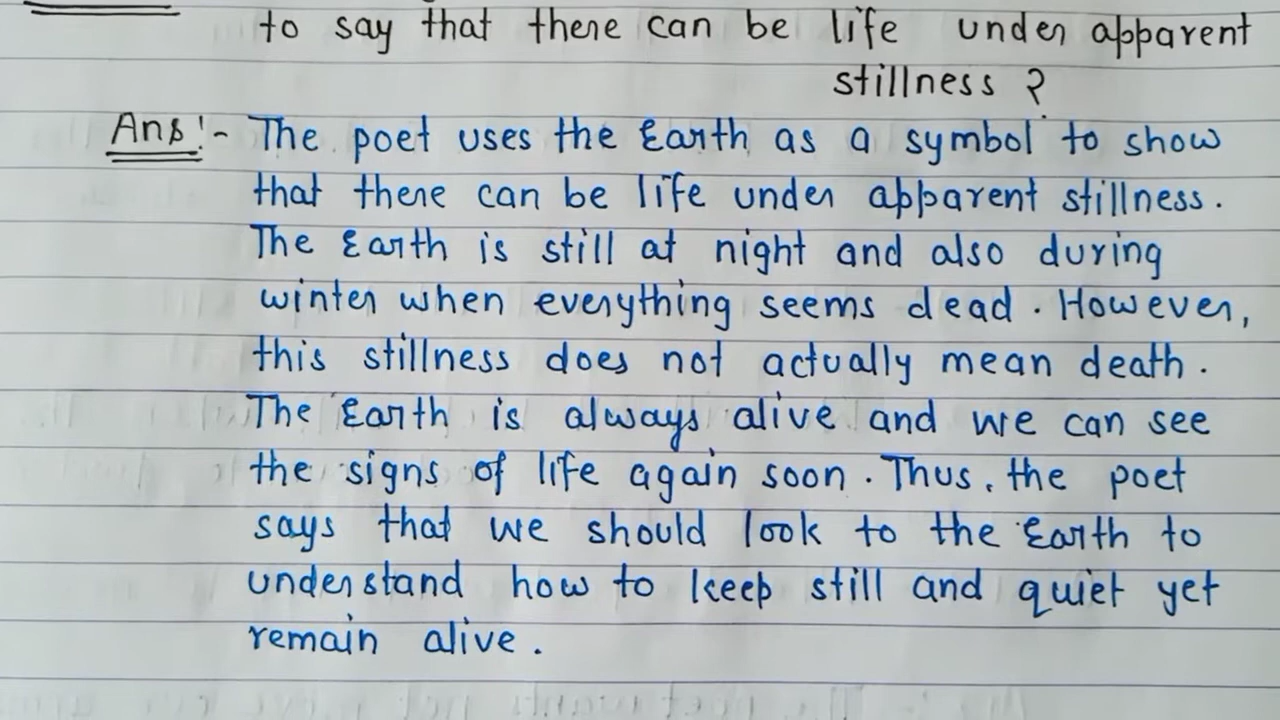 to say that there can be life under apparent
stillness ?
Ans:- The poet uses the Earth as a symbol to show
that there can be life under apparent stillness.
The Earth is still at night and also during
winter when everything seems dead. However,
this stillness does not actually mean death.
The Earth is always alive and we can see
the signs of life again soon. Thus, the poet
says that we should look to the Earth to
understand how to keep still and quiet yet
remain alive.